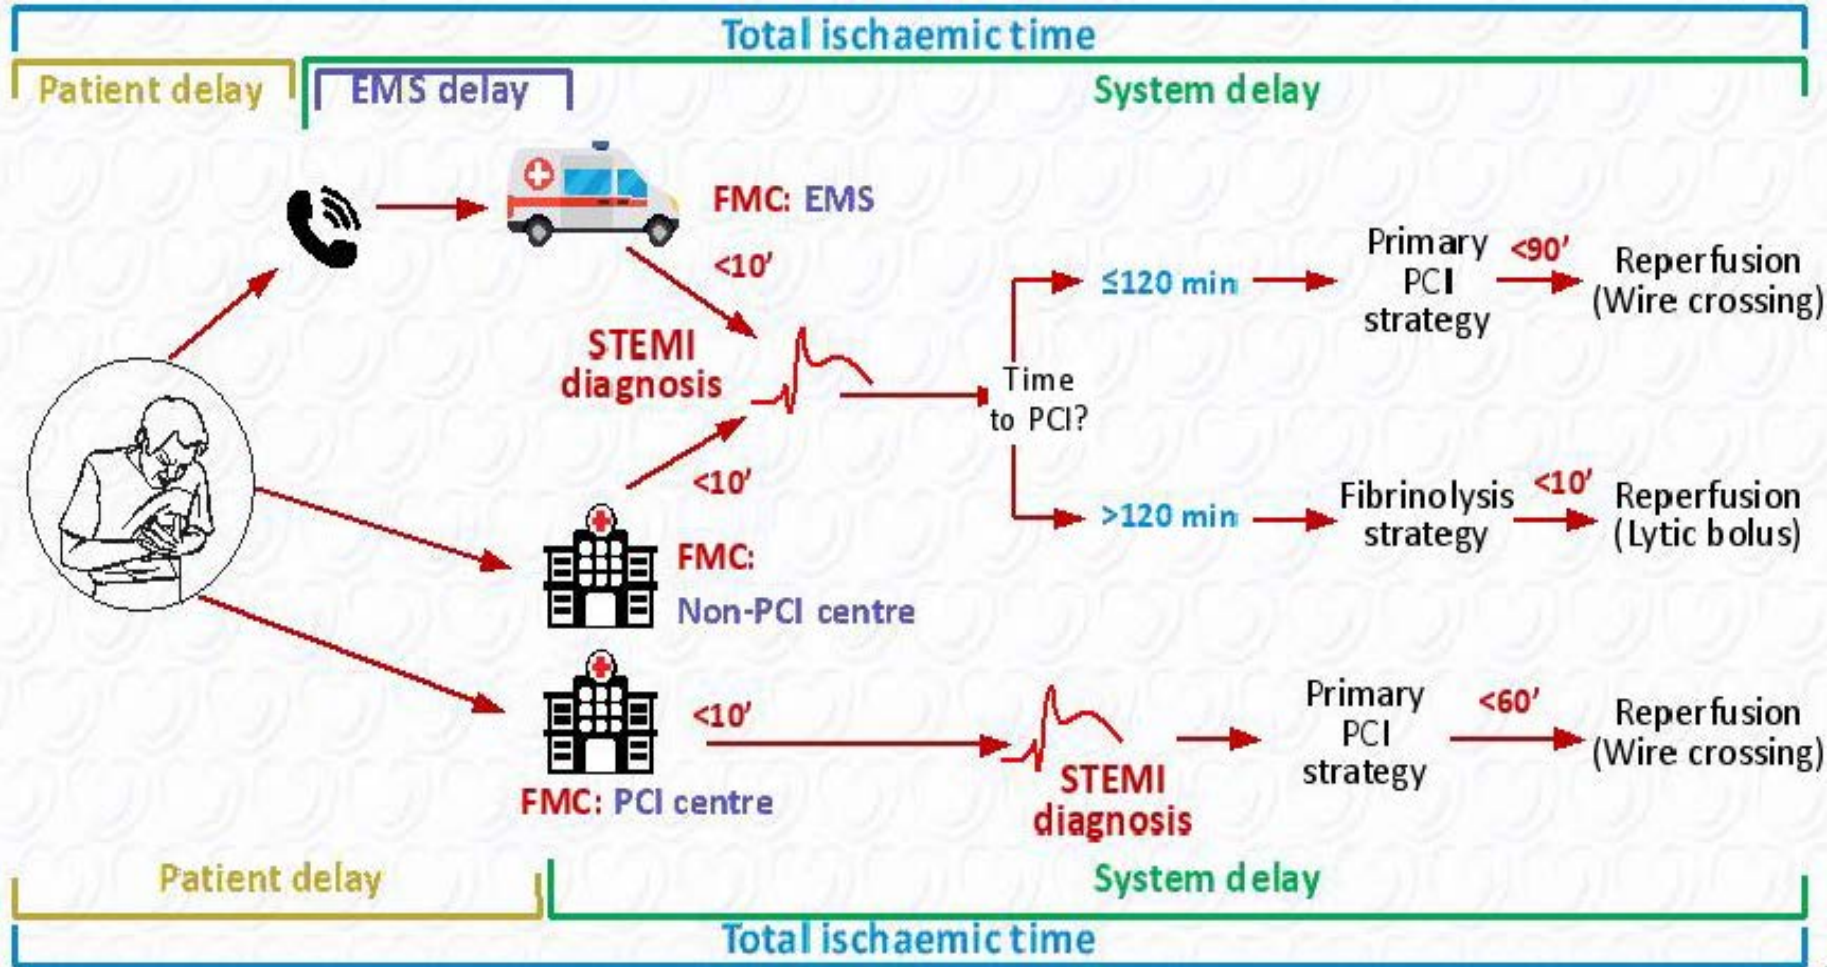 Total ischaemic time
Patient delay
EMS delay
System delay
FMC: EMS
<10’
STEMI
diagnosis
<10’
FMC:
Non-PCI centre
Time
to PCI?
≤120 min
Primary
PCI
strategy
<90’
Reperfusion
(Wire crossing)
>120 min
Fibrinolysis
strategy
<10’
Reperfusion
(Lytic bolus)
FMC: PCI centre
<10’
STEMI
diagnosis
Primary
PCI
strategy
<60’
Reperfusion
(Wire crossing)
Patient delay
System delay
Total ischaemic time